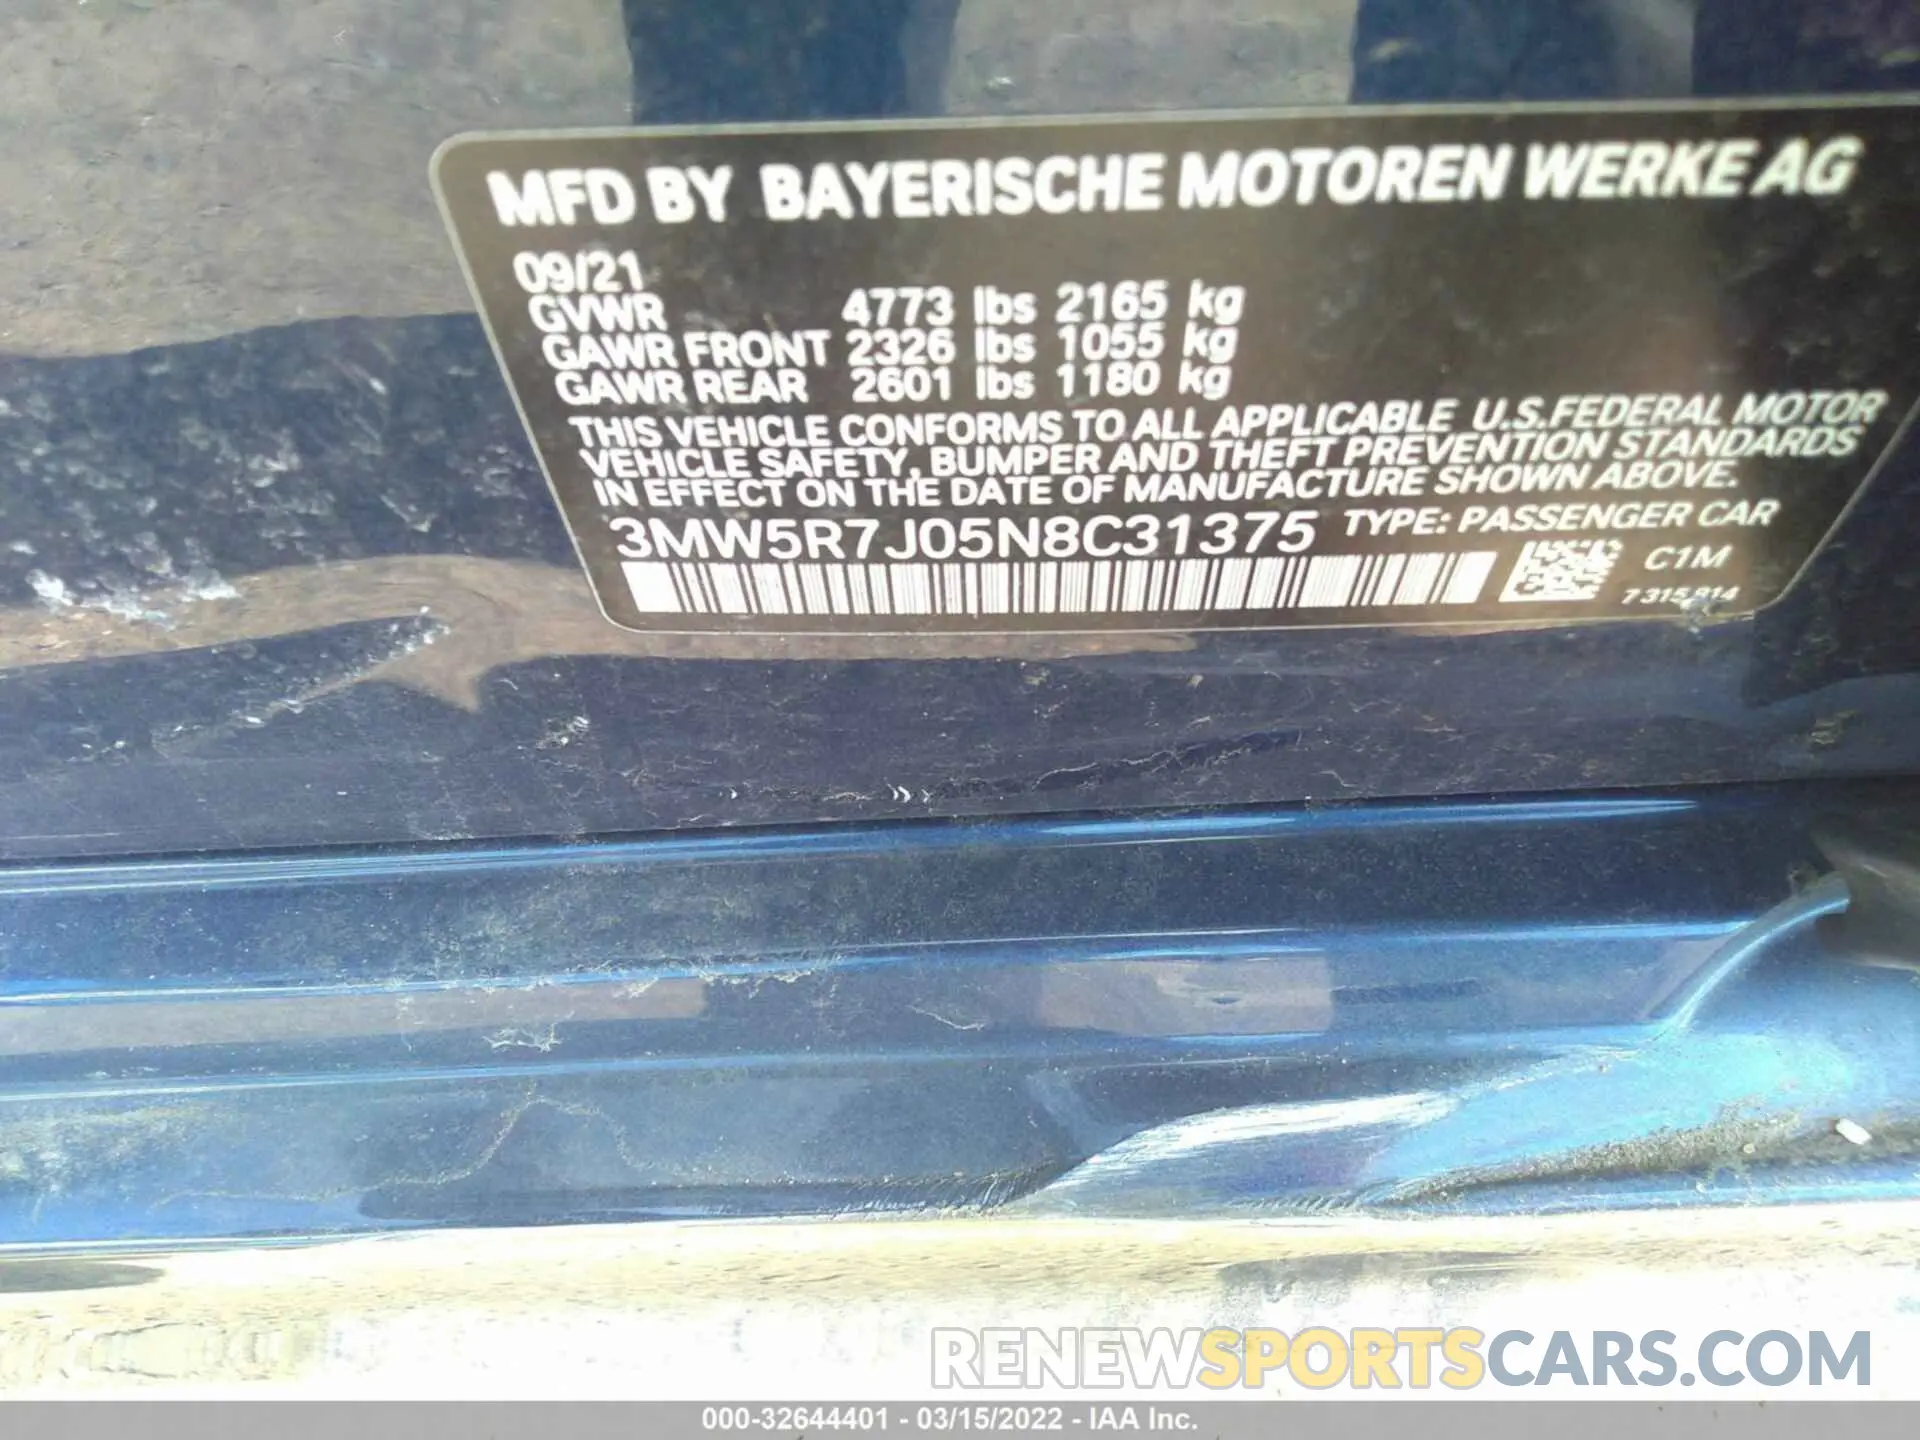 MFD BY BAYERISCHE MOTOREN WERKE AG
09/21
GVWR 4773 lbs 2165 kg
GAWR FRONT 2326 lbs 1055 kg
GAWR REAR 2601 lbs 1180 kg
THIS VEHICLE CONFORMS TO ALL APPLICABLE U.S.FEDERAL MOTOR
VEHICLE SAFETY, BUMPER AND THEFT PREVENTION STANDARDS
IN EFFECT ON THE DATE OF MANUFACTURE SHOWN ABOVE.
3MW5R7J05N8C31375 TYPE: PASSENGER CAR
C1M
7315814
RENEWSPORTSCARS.COM
000-32644401 - 03/15/2022 - IAA Inc.